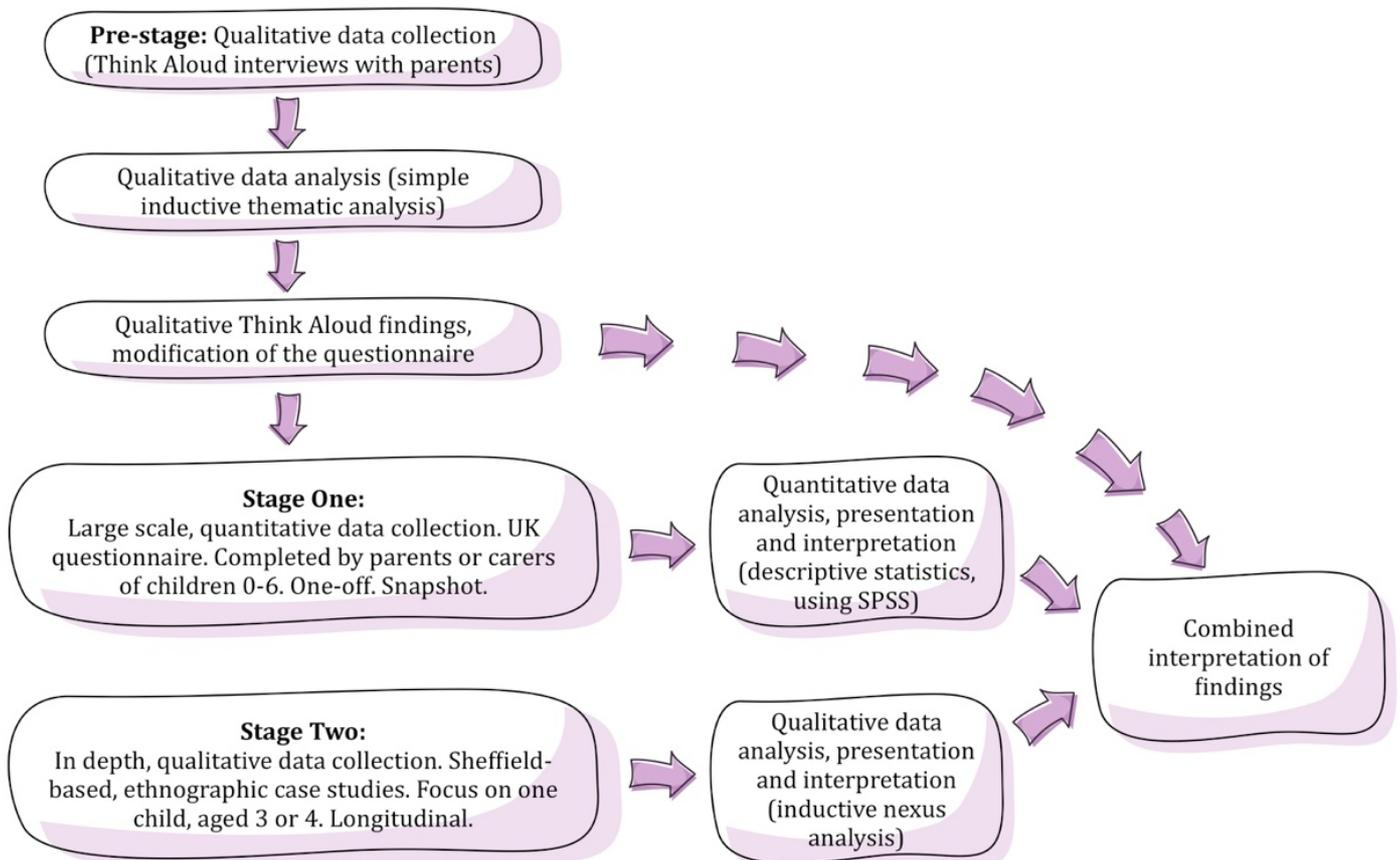 Pre-stage: Qualitative data collection
(Think Aloud interviews with parents)
Qualitative data analysis (simple
inductive thematic analysis)
Qualitative Think Aloud findings,
modification of the questionnaire
Stage One:
Large scale, quantitative data collection. UK
questionnaire. Completed by parents or carers
of children 0-6. One-off. Snapshot.
Quantitative data
analysis, presentation
and interpretation
(descriptive statistics,
using SPSS)
Stage Two:
In depth, qualitative data collection. Sheffield-
based, ethnographic case studies. Focus on one
child, aged 3 or 4. Longitudinal.
Qualitative data
analysis, presentation
and interpretation
(inductive nexus
analysis)
Combined
interpretation of
findings